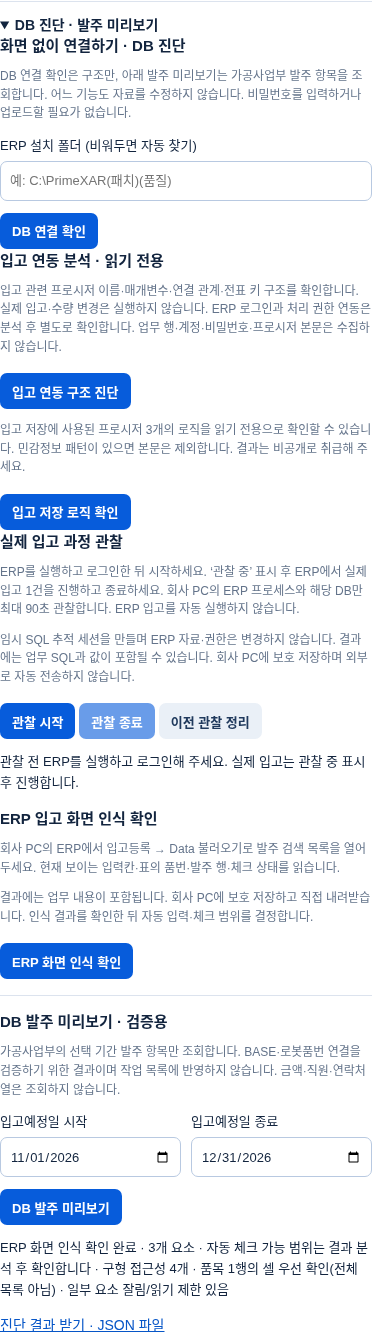 ▼ DB 진단 · 발주 미리보기
화면 없이 연결하기 · DB 진단
DB 연결 확인은 구조만, 아래 발주 미리보기는 가공사업부 발주 항목을 조
회합니다. 어느 기능도 자료를 수정하지 않습니다. 비밀번호를 입력하거나
업로드할 필요가 없습니다.
ERP 설치 폴더 (비워두면 자동 찾기)
예: C:\PrimeXAR(패치)(품질)
DB 연결 확인
입고 연동 분석 · 읽기 전용
입고 관련 프로시저 이름·매개변수·연결 관계·전표 키 구조를 확인합니다.
실제 입고·수량 변경은 실행하지 않습니다. ERP 로그인과 처리 권한 연동은
분석 후 별도로 확인합니다. 업무 행·계정·비밀번호·프로시저 본문은 수집하
지 않습니다.
입고 연동 구조 진단
입고 저장에 사용된 프로시저 3개의 로직을 읽기 전용으로 확인할 수 있습니
다. 민감정보 패턴이 있으면 본문은 제외합니다. 결과는 비공개로 취급해 주
세요.
입고 저장 로직 확인
실제 입고 과정 관찰
ERP를 실행하고 로그인한 뒤 시작하세요. ‘관찰 중’ 표시 후 ERP에서 실제
입고 1건을 진행하고 종료하세요. 회사 PC의 ERP 프로세스와 해당 DB만
최대 90초 관찰합니다. ERP 입고를 자동 실행하지 않습니다.
임시 SQL 추적 세션을 만들며 ERP 자료·권한은 변경하지 않습니다. 결과
에는 업무 SQL과 값이 포함될 수 있습니다. 회사 PC에 보호 저장하며 외부
로 자동 전송하지 않습니다.
관찰 시작 관찰 종료 이전 관찰 정리
관찰 전 ERP를 실행하고 로그인해 주세요. 실제 입고는 관찰 중 표시
후 진행합니다.
ERP 입고 화면 인식 확인
회사 PC의 ERP에서 입고등록 → Data 불러오기로 발주 검색 목록을 열어
두세요. 현재 보이는 입력칸·표의 품번·발주 행·체크 상태를 읽습니다.
결과에는 업무 내용이 포함됩니다. 회사 PC에 보호 저장하고 직접 내려받습
니다. 인식 결과를 확인한 뒤 자동 입력·체크 범위를 결정합니다.
ERP 화면 인식 확인
DB 발주 미리보기 · 검증용
가공사업부의 선택 기간 발주 항목만 조회합니다. BASE·로봇품번 연결을
검증하기 위한 결과이며 작업 목록에 반영하지 않습니다. 금액·직원·연락처
열은 조회하지 않습니다.
입고예정일 시작 입고예정일 종료
11/01/2026 12/31/2026
DB 발주 미리보기
ERP 화면 인식 확인 완료 · 3개 요소 · 자동 체크 가능 범위는 결과 분
석 후 확인합니다 · 구형 접근성 4개 · 품목 1행의 셀 우선 확인(전체
목록 아님) · 일부 요소 잘림/읽기 제한 있음
진단 결과 받기 · JSON 파일